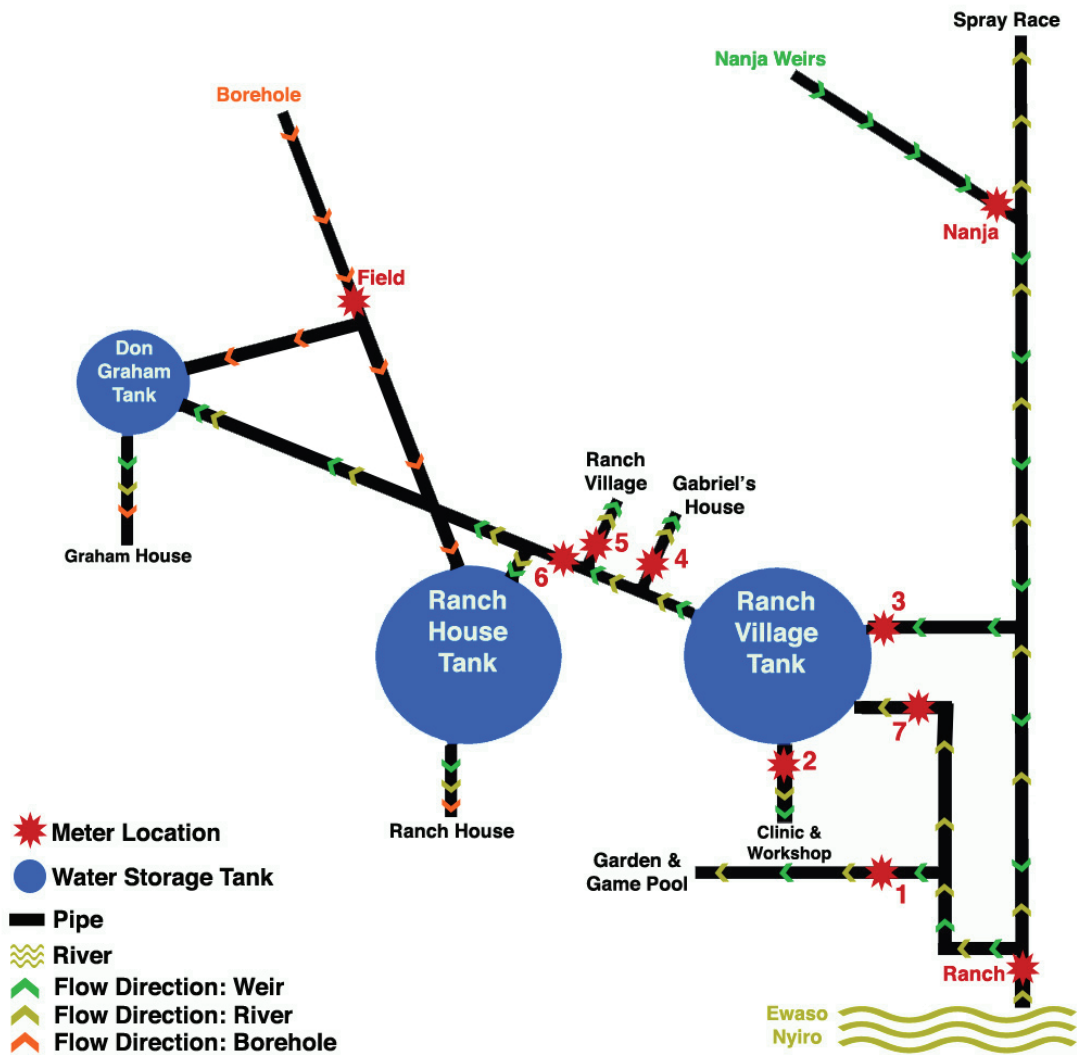 Spray Race
Nanja Weirs
Borehole
Nanja
Field
Don
Graham
Tank
Ranch
Village
Gabriel's
House
5
4
6
Graham House
Ranch
House
Tank
Ranch
Village
Tank
3
7
2
Ranch House
Clinic &
Workshop
Garden &
Game Pool
1
Ranch
Ewaso
Nyiro
Meter Location
Water Storage Tank
Pipe
River
Flow Direction: Weir
Flow Direction: River
Flow Direction: Borehole